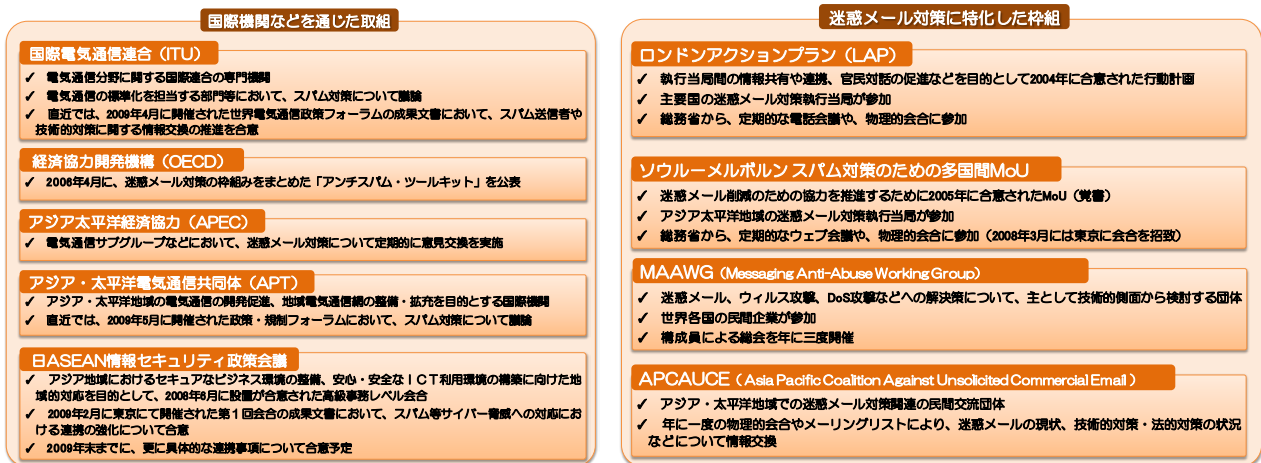 国際機関などを通じた取組
国際電気通信連合（ITU）
✓ 電気通信分野に関する国際連合の専門機関
✓ 電気通信の標準化を担当する部門等において、スパム対策について議論
✓ 直近では、2009年4月に開催された世界電気通信政策フォーラムの成果文書において、スパム送信者や
技術的対策に関する情報交換の推進を合意
経済協力開発機構（OECD）
✓ 2006年4月に、迷惑メール対策の枠組みをまとめた「アンチスパム・ツールキット」を公表
アジア太平洋経済協力（APEC）
✓ 電気通信サブグループなどにおいて、迷惑メール対策について定期的に意見交換を実施
アジア・太平洋電気通信共同体（APT）
✓ アジア・太平洋地域の電気通信の開発促進、地域電気通信網の整備・拡充を目的とする国際機関
✓ 直近では、2009年5月に開催された政策・規制フォーラムにおいて、スパム対策について議論
日ASEAN情報セキュリティ政策会議
✓ アジア地域におけるセキュアなビジネス環境の整備、安心・安全なＩＣＴ利用環境の構築に向けた地
域的対応を目的として、2008年6月に設置が合意された高級事務レベル会合
✓ 2009年2月に東京にて開催された第１回会合の成果文書において、スパム等サイバー脅威への対応にお
ける連携の強化について合意
✓ 2009年末までに、更に具体的な連携事項について合意予定
迷惑メール対策に特化した枠組
ロンドンアクションプラン（LAP）
✓ 執行当局間の情報共有や連携、官民対話の促進などを目的として2004年に合意された行動計画
✓ 主要国の迷惑メール対策執行当局が参加
✓ 総務省から、定期的な電話会議や、物理的会合に参加
ソウルーメルボルン スパム対策のための多国間MoU
✓ 迷惑メール削減のための協力を推進するために2005年に合意されたMoU（覚書）
✓ アジア太平洋地域の迷惑メール対策執行当局が参加
✓ 総務省から、定期的なウェブ会議や、物理的会合に参加（2008年3月には東京に会合を招致）
MAAWG（Messaging Anti-Abuse Working Group）
✓ 迷惑メール、ウィルス攻撃、DoS攻撃などへの解決策について、主として技術的側面から検討する団体
✓ 世界各国の民間企業が参加
✓ 構成員による総会を年に三度開催
APCAUCE（Asia Pacific Coalition Against Unsolicited Commercial Email）
✓ アジア・太平洋地域での迷惑メール対策関連の民間交流団体
✓ 年に一度の物理的会合やメーリングリストにより、迷惑メールの現状、技術的対策・法的対策の状況
などについて情報交換